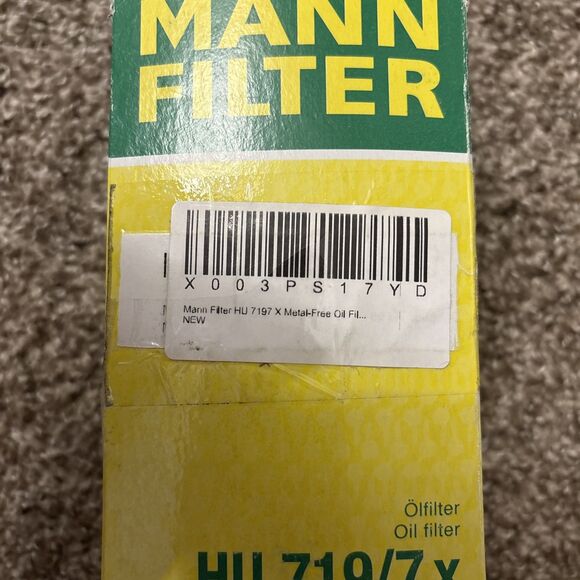 MANN
FILTER
X003PS17YD
Mann Filter HU 7197 X Metal-Free Oil Fil...
NEW
Ölfilter
Oil filter
HU 719/7 x